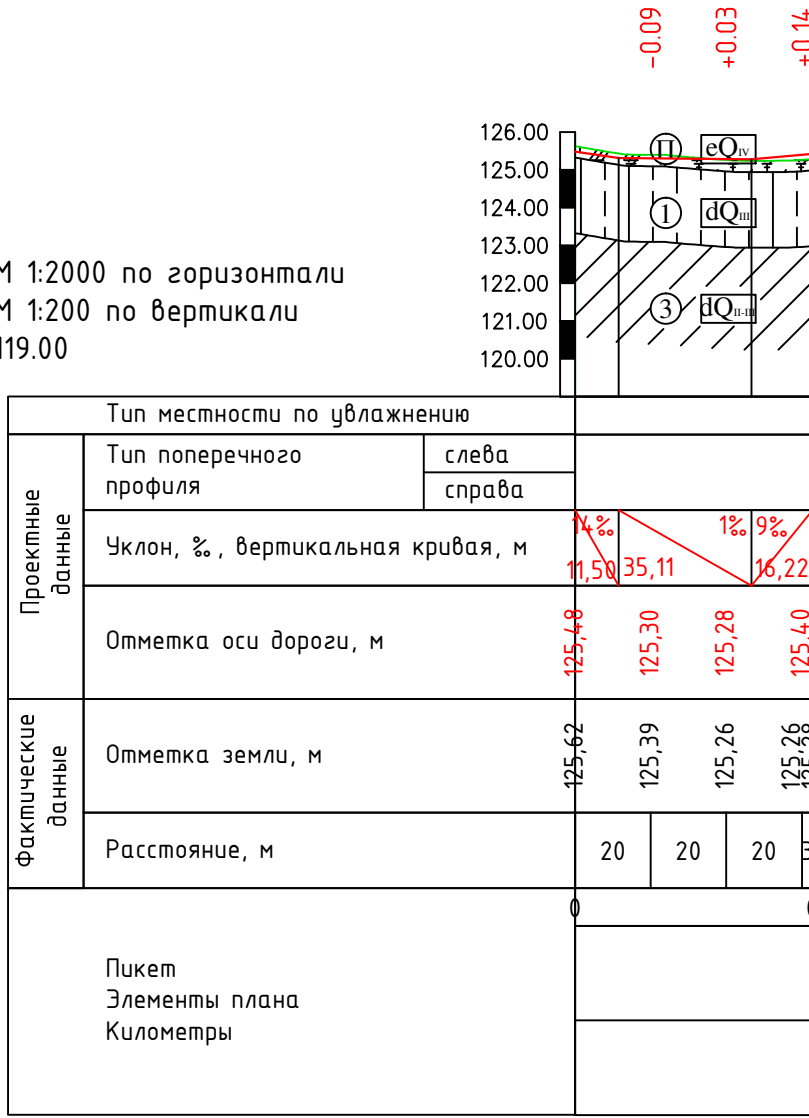 -0.09
+0.03
+0.14
126.00
125.00
124.00
123.00
122.00
121.00
120.00
П eQIV
1 dQIII
3 dQII-III
М 1:2000 по горизонтали
М 1:200 по вертикали
119.00
Тип местности по увлажнению
Проектные данные
Тип поперечного профиля
слева
справа
Уклон, ‰, вертикальная кривая, м
14‰ 1‰ 9‰
11,50 35,11 16,22
Отметка оси дороги, м
125,48 125,30 125,28 125,40
Фактические данные
Отметка земли, м
125,62 125,39 125,26 125,26
Расстояние, м
20 20 20 3
0
Пикет
Элементы плана
Километры